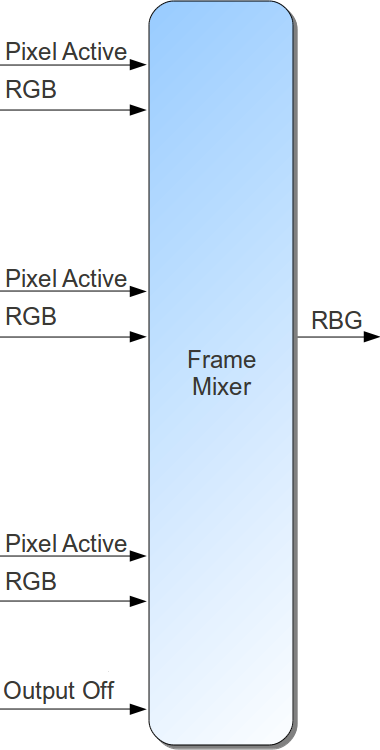 Pixel Active
RGB
Pixel Active
RGB
RBG
Frame
Mixer
Pixel Active
RGB
Output Off